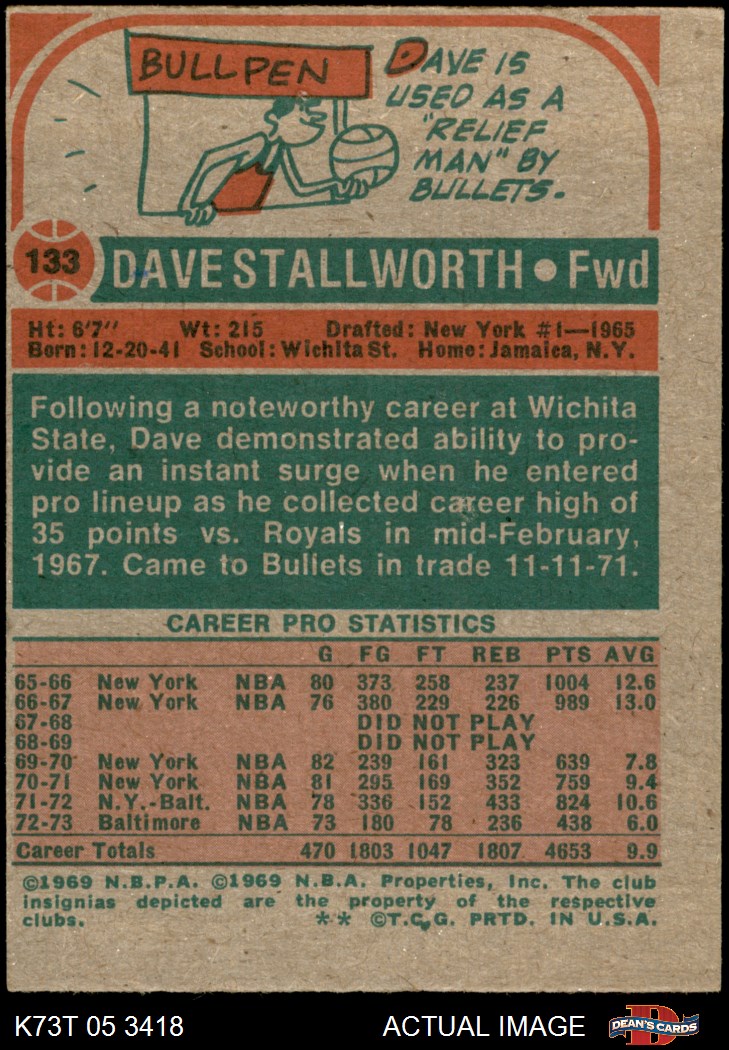 BULLPEN
DAVE IS
USED AS A
"RELIEF
MAN" BY
BULLETS.
133 DAVE STALLWORTH • Fwd
Ht: 6'7" Wt: 215 Drafted: New York #1—1965
Born: 12-20-41 School: Wichita St. Home: Jamaica, N.Y.
Following a noteworthy career at Wichita
State, Dave demonstrated ability to pro-
vide an instant surge when he entered
pro lineup as he collected career high of
35 points vs. Royals in mid-February,
1967. Came to Bullets in trade 11-11-71.
CAREER PRO STATISTICS
G FG FT REB PTS AVG
65-66 New York NBA 80 373 258 237 1004 12.6
66-67 New York NBA 76 380 229 226 989 13.0
67-68 DID NOT PLAY
68-69 DID NOT PLAY
69-70 New York NBA 82 239 161 323 639 7.8
70-71 New York NBA 81 295 169 352 759 9.4
71-72 N.Y.-Balt. NBA 78 336 152 433 824 10.6
72-73 Baltimore NBA 73 180 78 236 438 6.0
Career Totals 470 1803 1047 1807 4653 9.9
©1969 N.B.P.A. ©1969 N.B.A. Properties, Inc. The club
insignias depicted are the property of the respective
clubs. ** ©T.C.G. PRTD. IN U.S.A.
K73T 05 3418 ACTUAL IMAGE DEAN'S CARDS